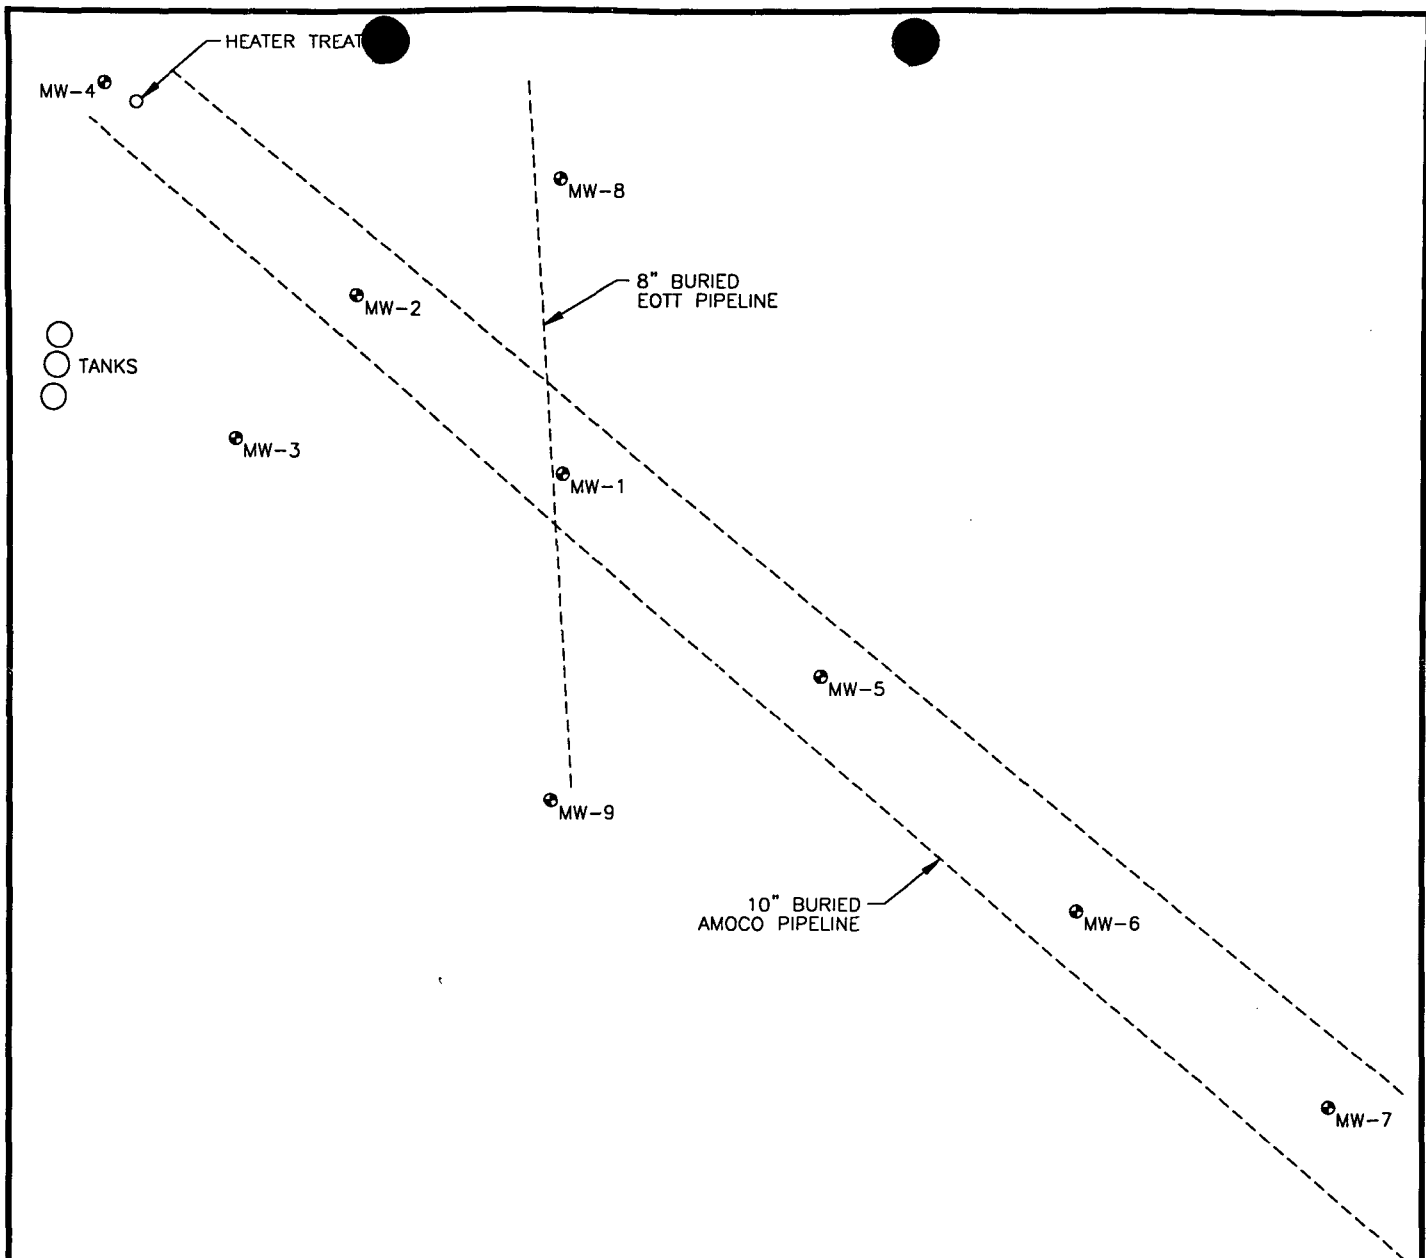 HEATER TREAT
MW-4
MW-8
8" BURIED
EOTT PIPELINE
MW-2
TANKS
MW-3
MW-1
MW-5
MW-9
10" BURIED
AMOCO PIPELINE
MW-6
MW-7